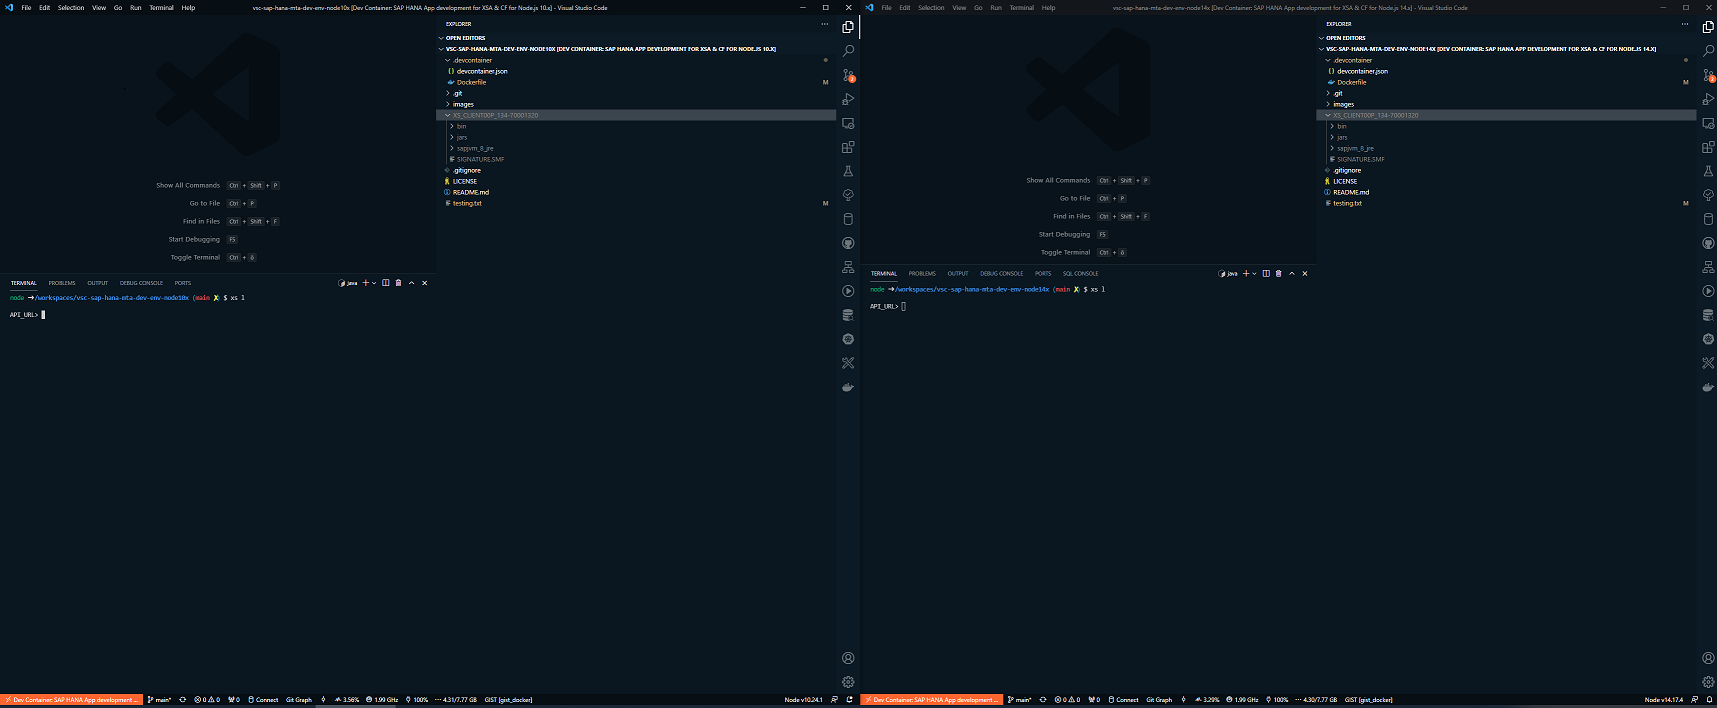 File Edit Selection View Go Run Terminal Help
vsc-sap-hana-mta-dev-env-node10x [Dev Container: SAP HANA App development for XSA & CF for Node.js 10.x] - Visual Studio Code
EXPLORER
OPEN EDITORS
VSC-SAP-HANA-MTA-DEV-ENV-NODE10X [DEV CONTAINER: SAP HANA APP DEVELOPMENT FOR XSA & CF FOR NODE.JS 10.X]
.devcontainer
{} devcontainer.json
Dockerfile M
.git
images
XS_CLIENT00P_134-70001320
bin
jars
sapjvm_8_jre
SIGNATURE.SMF
.gitignore
LICENSE
README.md
testing.txt M
2
Show All Commands Ctrl + Shift + P
Go to File Ctrl + P
Find in Files Ctrl + Shift + F
Start Debugging F5
Toggle Terminal Ctrl + ö
TERMINAL PROBLEMS OUTPUT DEBUG CONSOLE PORTS
java
node ➜/workspaces/vsc-sap-hana-mta-dev-env-node10x (main ✗) $ xs l
API_URL>
Dev Container: SAP HANA App development ... main* 0 0 0 Connect Git Graph 3.56% 1.99 GHz 100% 4.31/7.77 GB GIST [gist_docker] Node v10.24.1
File Edit Selection View Go Run Terminal Help
vsc-sap-hana-mta-dev-env-node14x [Dev Container: SAP HANA App development for XSA & CF for Node.js 14.x] - Visual Studio Code
EXPLORER
OPEN EDITORS
VSC-SAP-HANA-MTA-DEV-ENV-NODE14X [DEV CONTAINER: SAP HANA APP DEVELOPMENT FOR XSA & CF FOR NODE.JS 14.X]
.devcontainer
{} devcontainer.json
Dockerfile M
.git
images
XS_CLIENT00P_134-70001320
bin
jars
sapjvm_8_jre
SIGNATURE.SMF
.gitignore
LICENSE
README.md
testing.txt M
2
Show All Commands Ctrl + Shift + P
Go to File Ctrl + P
Find in Files Ctrl + Shift + F
Start Debugging F5
Toggle Terminal Ctrl + ö
TERMINAL PROBLEMS OUTPUT DEBUG CONSOLE PORTS SQL CONSOLE
java
node ➜/workspaces/vsc-sap-hana-mta-dev-env-node14x (main ✗) $ xs l
API_URL>
Dev Container: SAP HANA App development ... main* 0 0 0 Connect Git Graph 3.29% 1.99 GHz 100% 4.30/7.77 GB GIST [gist_docker] Node v14.17.4